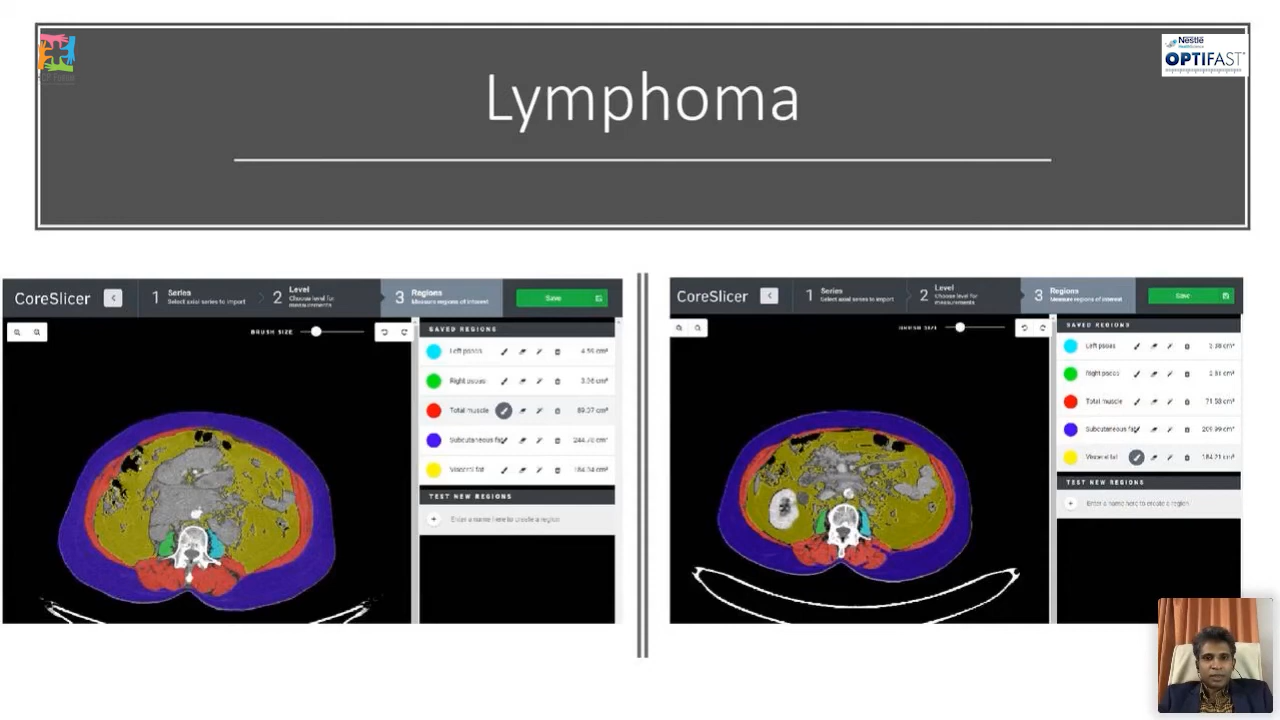 Nestlé
HealthScience
OPTIFAST
Lymphoma
CoreSlicer
1 Series
Select axial series to import
2 Level
Choose level for measurements
3 Regions
Measure regions of interest
Save
BRUSH SIZE
SAVED REGIONS
Left psoas
Right psoas
Total muscle
Subcutaneous fat
Visceral fat
TEST NEW REGIONS
+ Enter a name here to create a region
CoreSlicer
1 Series
Select axial series to import
2 Level
Choose level for measurements
3 Regions
Measure regions of interest
Save
BRUSH SIZE
SAVED REGIONS
Left psoas
Right psoas
Total muscle
Subcutaneous fat
Visceral fat
TEST NEW REGIONS
+ Enter a name here to create a region